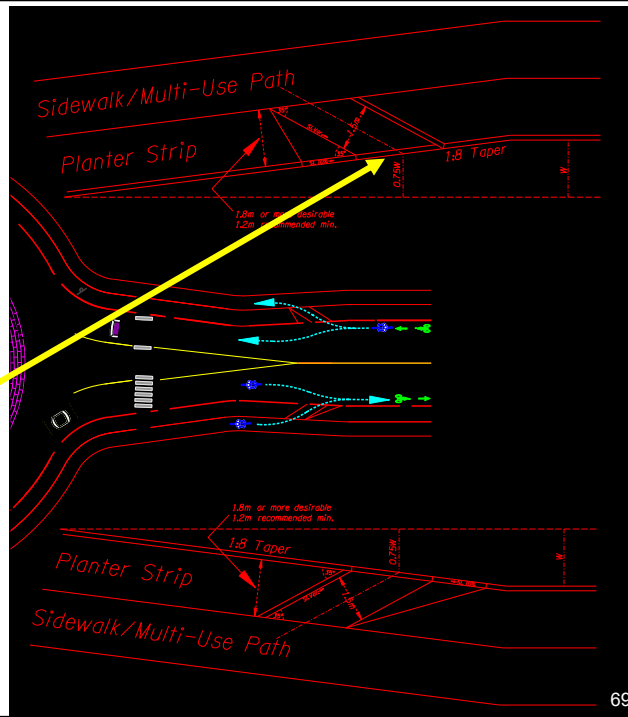 Sidewalk/Multi-Use Path
Planter Strip
1:8 Taper
0.75W
W
1.8m or more desirable
1.2m recommended min.
1.8m or more desirable
1.2m recommended min.
1:8 Taper
0.75W
W
Planter Strip
Sidewalk/Multi-Use Path
69